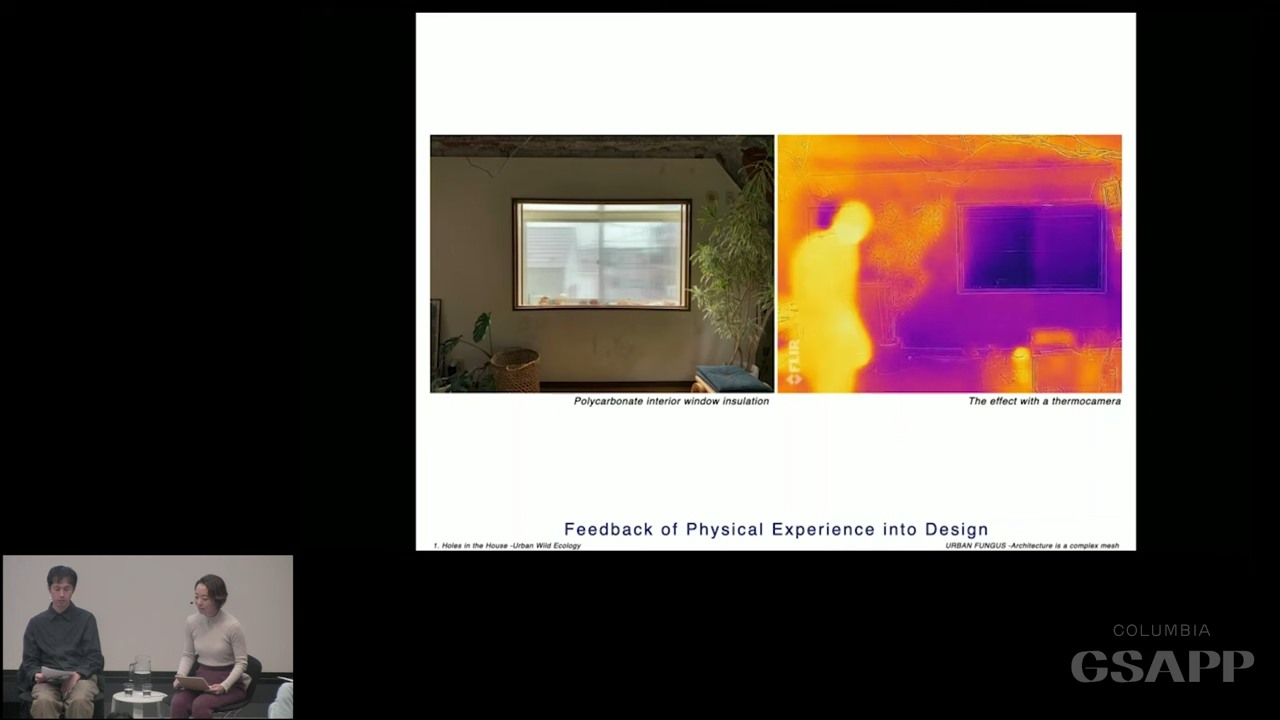 FLIR
Polycarbonate interior window insulation
The effect with a thermocamera
Feedback of Physical Experience into Design
1. Holes in the House -Urban Wild Ecology
URBAN FUNGUS -Architecture is a complex mesh
COLUMBIA
GSAPP